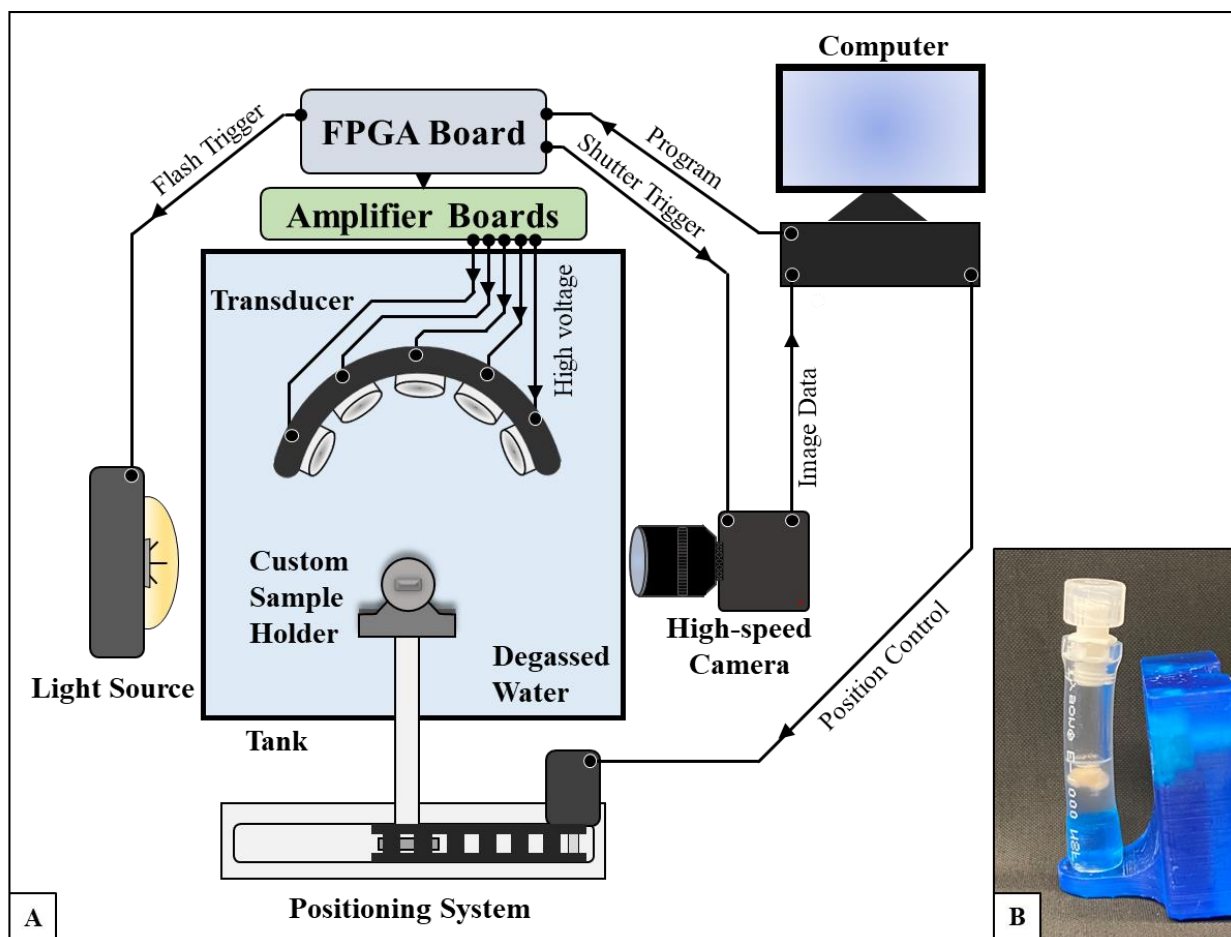 Computer
FPGA Board
Flash Trigger
Shutter Trigger
Program
Amplifier Boards
Transducer
High voltage
Image Data
Custom
Sample
Holder
Degassed
Water
High-speed
Camera
Light Source
Tank
Position Control
Positioning System
A
B
000